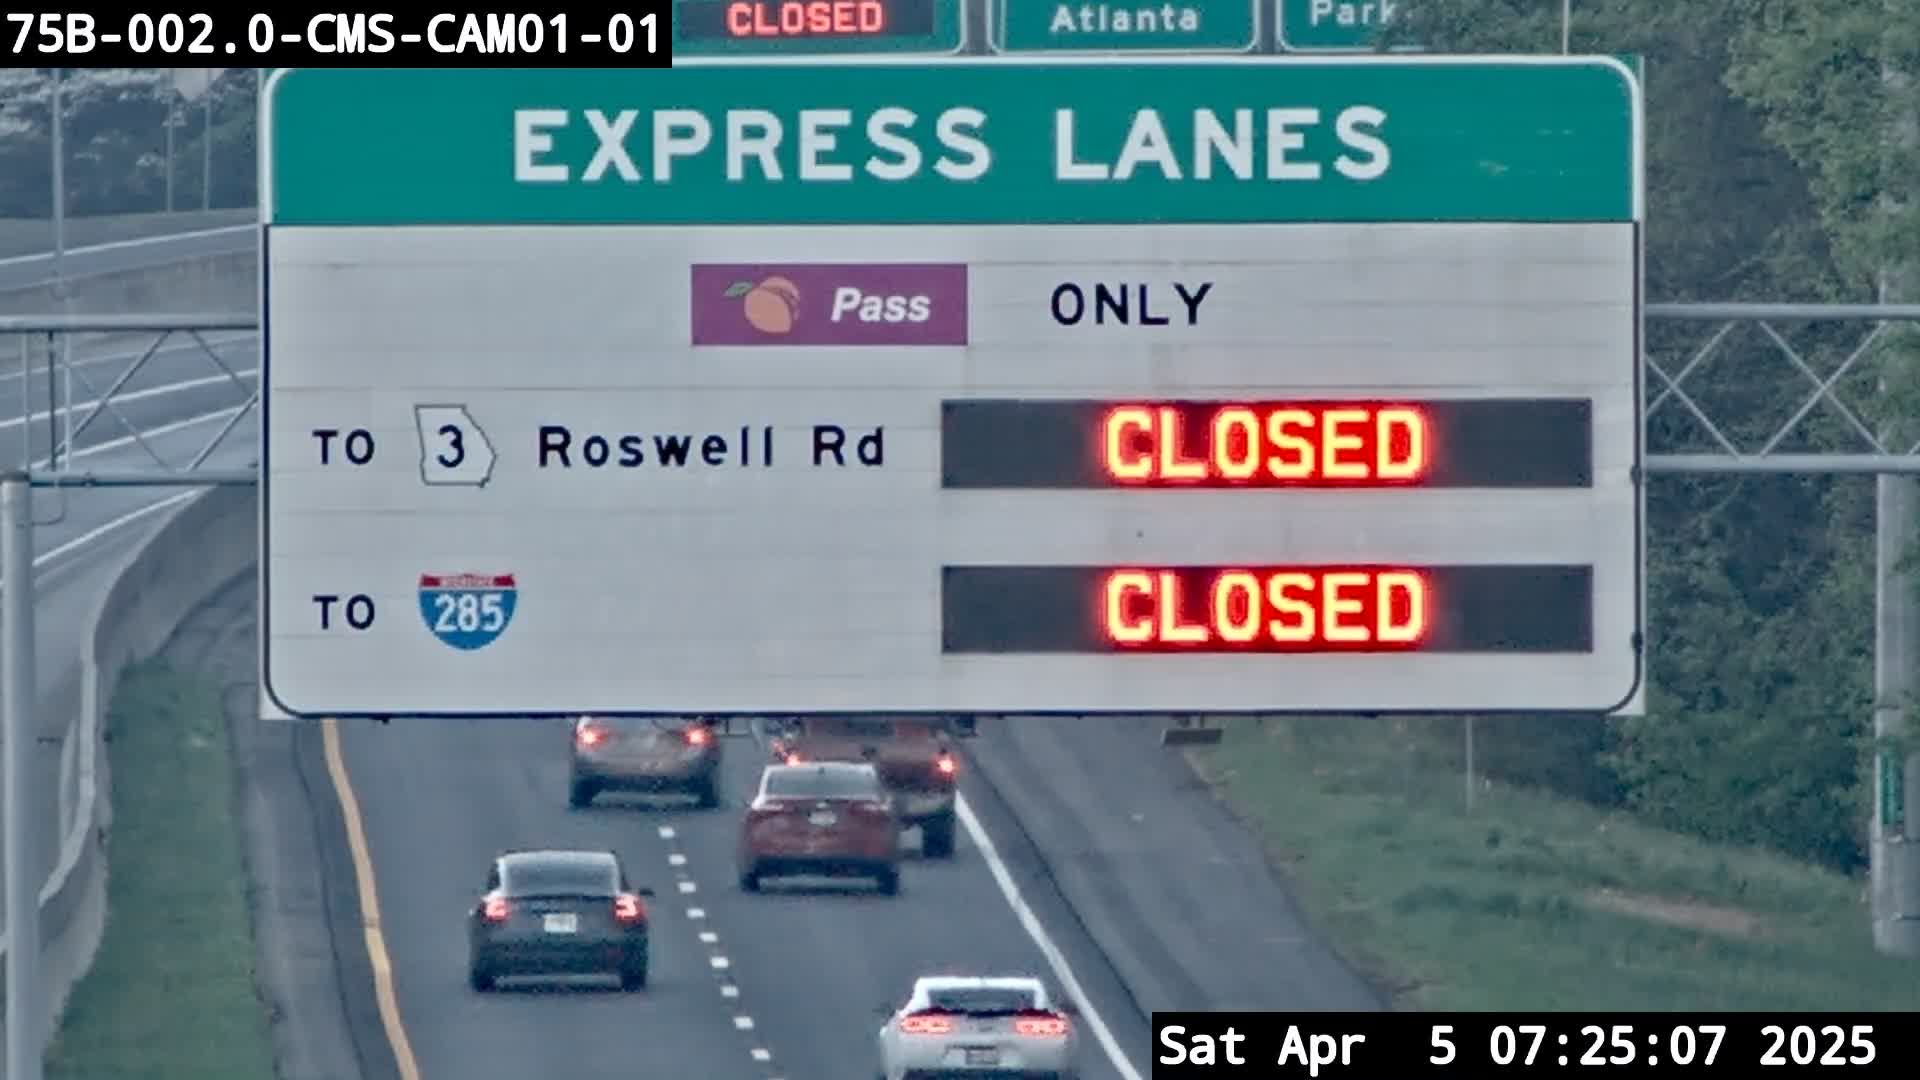 75B-002.0-CMS-CAM01-01
CLOSED
Atlanta
Park
EXPRESS LANES
Pass ONLY
TO 3 Roswell Rd CLOSED
TO 285 CLOSED
Sat Apr 5 07:25:07 2025